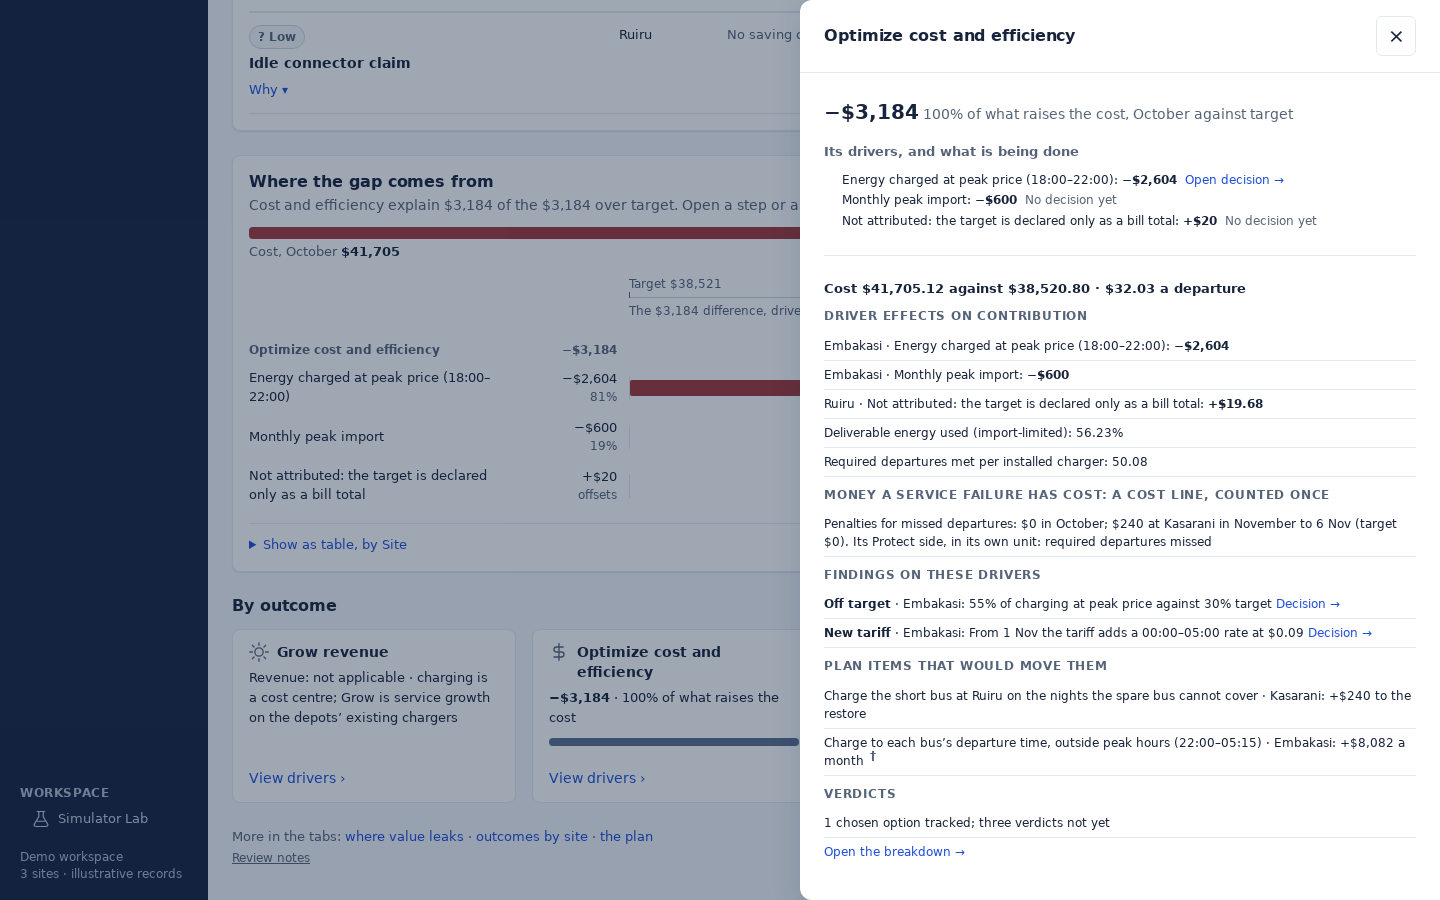 ? Low
Ruiru
No saving
Idle connector claim
Why ▾
Where the gap comes from
Cost and efficiency explain $3,184 of the $3,184 over target. Open a step or a
Cost, October $41,705
Target $38,521
The $3,184 difference, drive
Optimize cost and efficiency −$3,184
Energy charged at peak price (18:00–
22:00)
−$2,604
81%
Monthly peak import
−$600
19%
Not attributed: the target is declared
only as a bill total
+$20
offsets
▶ Show as table, by Site
By outcome
Grow revenue
Revenue: not applicable · charging is
a cost centre; Grow is service growth
on the depots’ existing chargers
View drivers ›
Optimize cost and
efficiency
−$3,184 · 100% of what raises the
cost
View drivers ›
More in the tabs: where value leaks · outcomes by site · the plan
Review notes
WORKSPACE
Simulator Lab
Demo workspace
3 sites · illustrative records
Optimize cost and efficiency
×
−$3,184 100% of what raises the cost, October against target
Its drivers, and what is being done
Energy charged at peak price (18:00–22:00): −$2,604 Open decision →
Monthly peak import: −$600 No decision yet
Not attributed: the target is declared only as a bill total: +$20 No decision yet
Cost $41,705.12 against $38,520.80 · $32.03 a departure
DRIVER EFFECTS ON CONTRIBUTION
Embakasi · Energy charged at peak price (18:00–22:00): −$2,604
Embakasi · Monthly peak import: −$600
Ruiru · Not attributed: the target is declared only as a bill total: +$19.68
Deliverable energy used (import-limited): 56.23%
Required departures met per installed charger: 50.08
MONEY A SERVICE FAILURE HAS COST: A COST LINE, COUNTED ONCE
Penalties for missed departures: $0 in October; $240 at Kasarani in November to 6 Nov (target
$0). Its Protect side, in its own unit: required departures missed
FINDINGS ON THESE DRIVERS
Off target · Embakasi: 55% of charging at peak price against 30% target Decision →
New tariff · Embakasi: From 1 Nov the tariff adds a 00:00–05:00 rate at $0.09 Decision →
PLAN ITEMS THAT WOULD MOVE THEM
Charge the short bus at Ruiru on the nights the spare bus cannot cover · Kasarani: +$240 to the
restore
Charge to each bus’s departure time, outside peak hours (22:00–05:15) · Embakasi: +$8,082 a
month †
VERDICTS
1 chosen option tracked; three verdicts not yet
Open the breakdown →